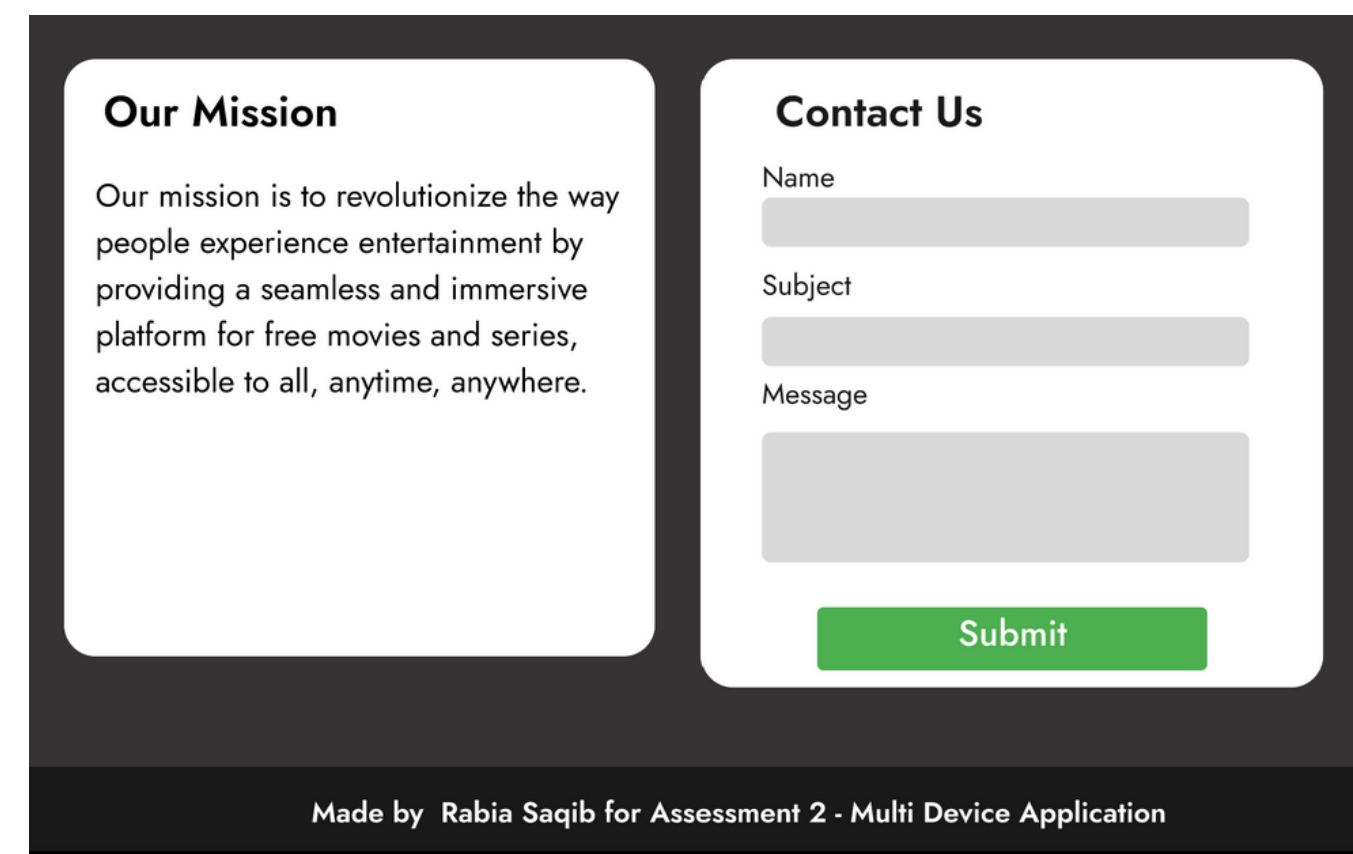 Our Mission
Our mission is to revolutionize the way
people experience entertainment by
providing a seamless and immersive
platform for free movies and series,
accessible to all, anytime, anywhere.
Contact Us
Name
Subject
Message
Submit
Made by  Rabia Saqib for Assessment 2 - Multi Device Application